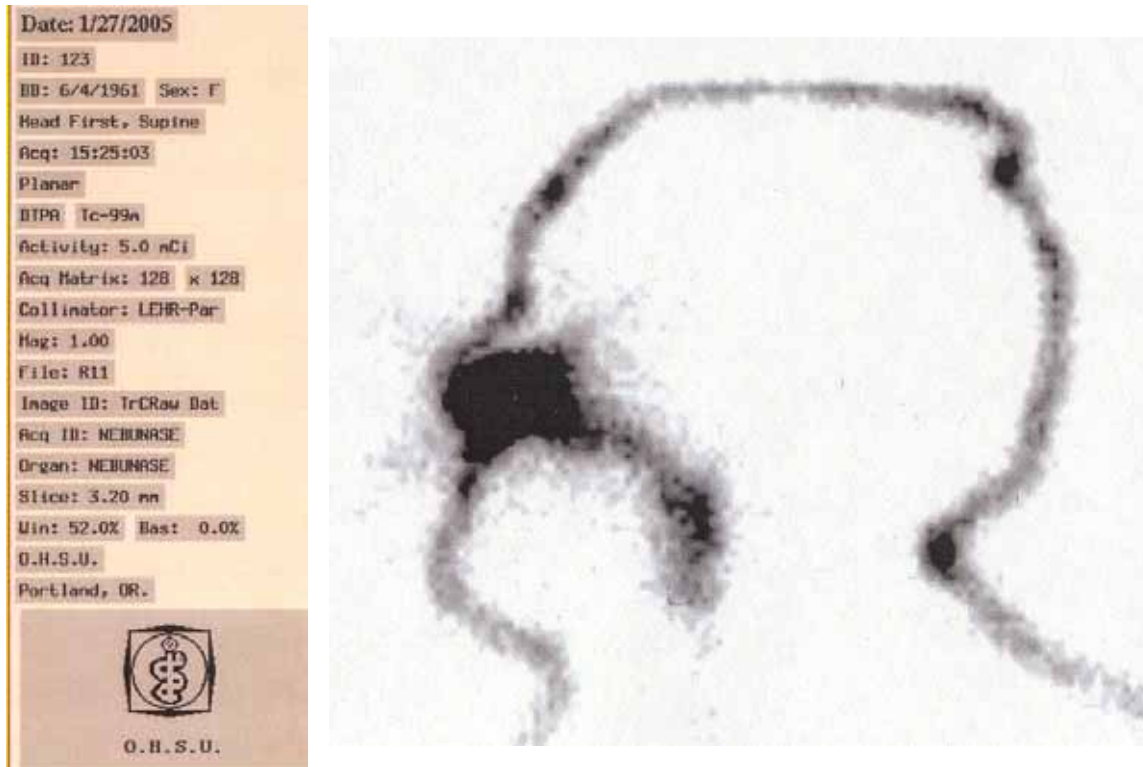 Date: 1/27/2005
ID: 123
BD: 6/4/1961 Sex: F
Head First, Supine
Acq: 15:25:03
Planar
DTPA Tc-99m
Activity: 5.0 mCi
Acq Matrix: 128 x 128
Collimator: LEHR-Par
Mag: 1.00
File: R11
Image ID: TrCRaw Dat
Acq ID: NEBUNASE
Organ: NEBUNASE
Slice: 3.20 mm
Win: 52.0% Bas: 0.0%
O.H.S.U.
Portland, OR.
O.H.S.U.